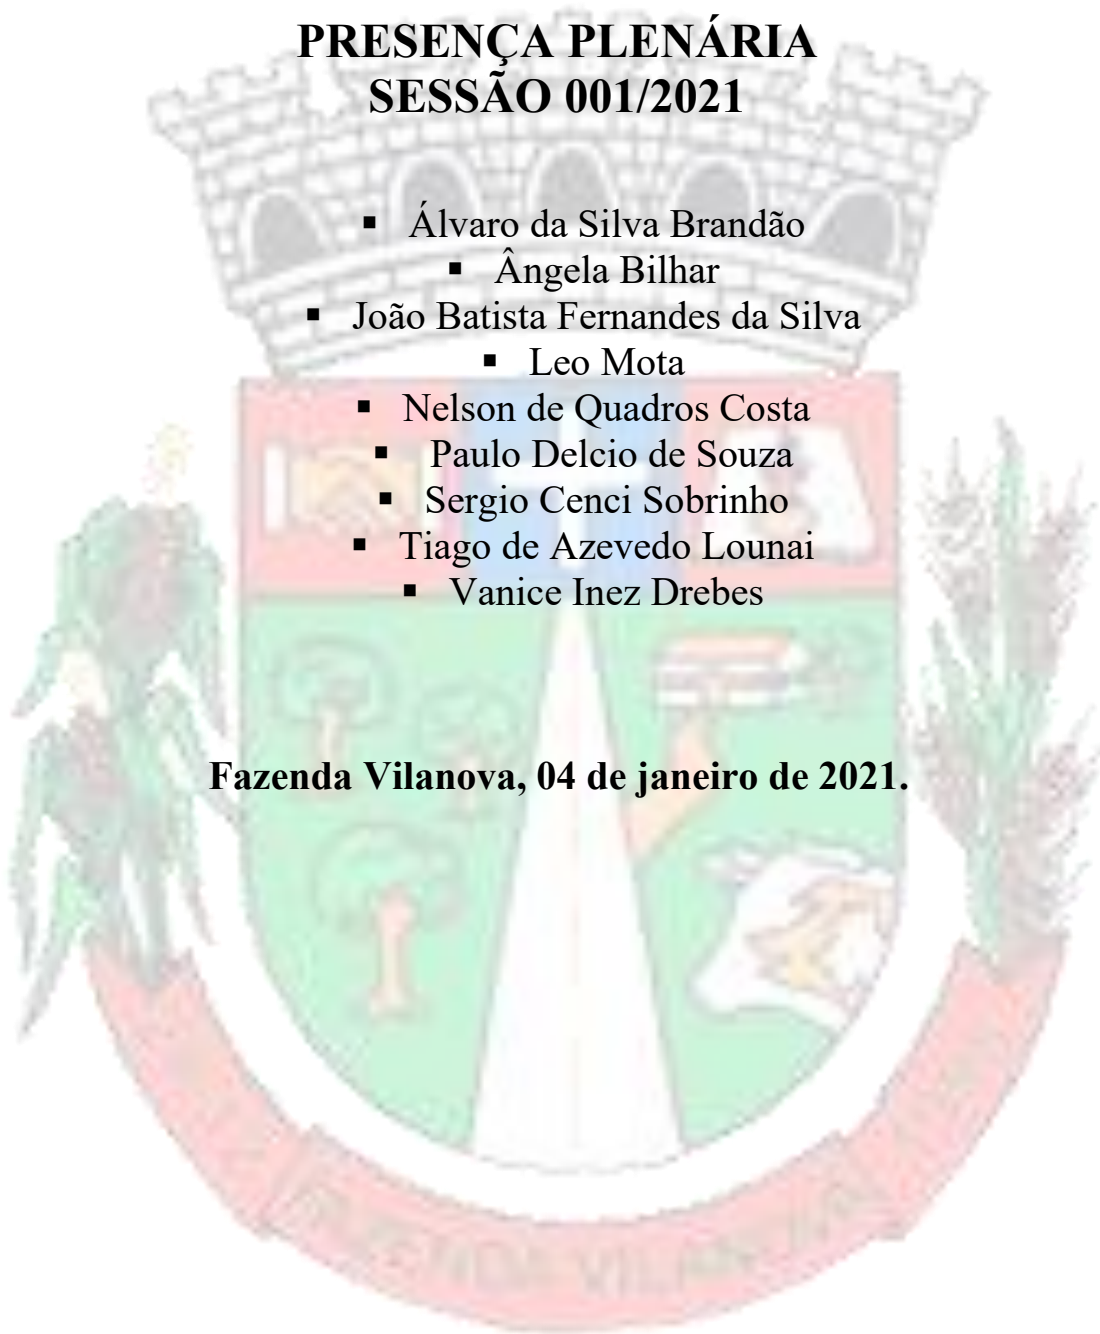 PRESENÇA PLENÁRIA
SESSÃO 001/2021
▪ Álvaro da Silva Brandão
▪ Ângela Bilhar
▪ João Batista Fernandes da Silva
▪ Leo Mota
▪ Nelson de Quadros Costa
▪ Paulo Delcio de Souza
▪ Sergio Cenci Sobrinho
▪ Tiago de Azevedo Lounai
▪ Vanice Inez Drebes
Fazenda Vilanova, 04 de janeiro de 2021.
FAZENDA VILANOVA